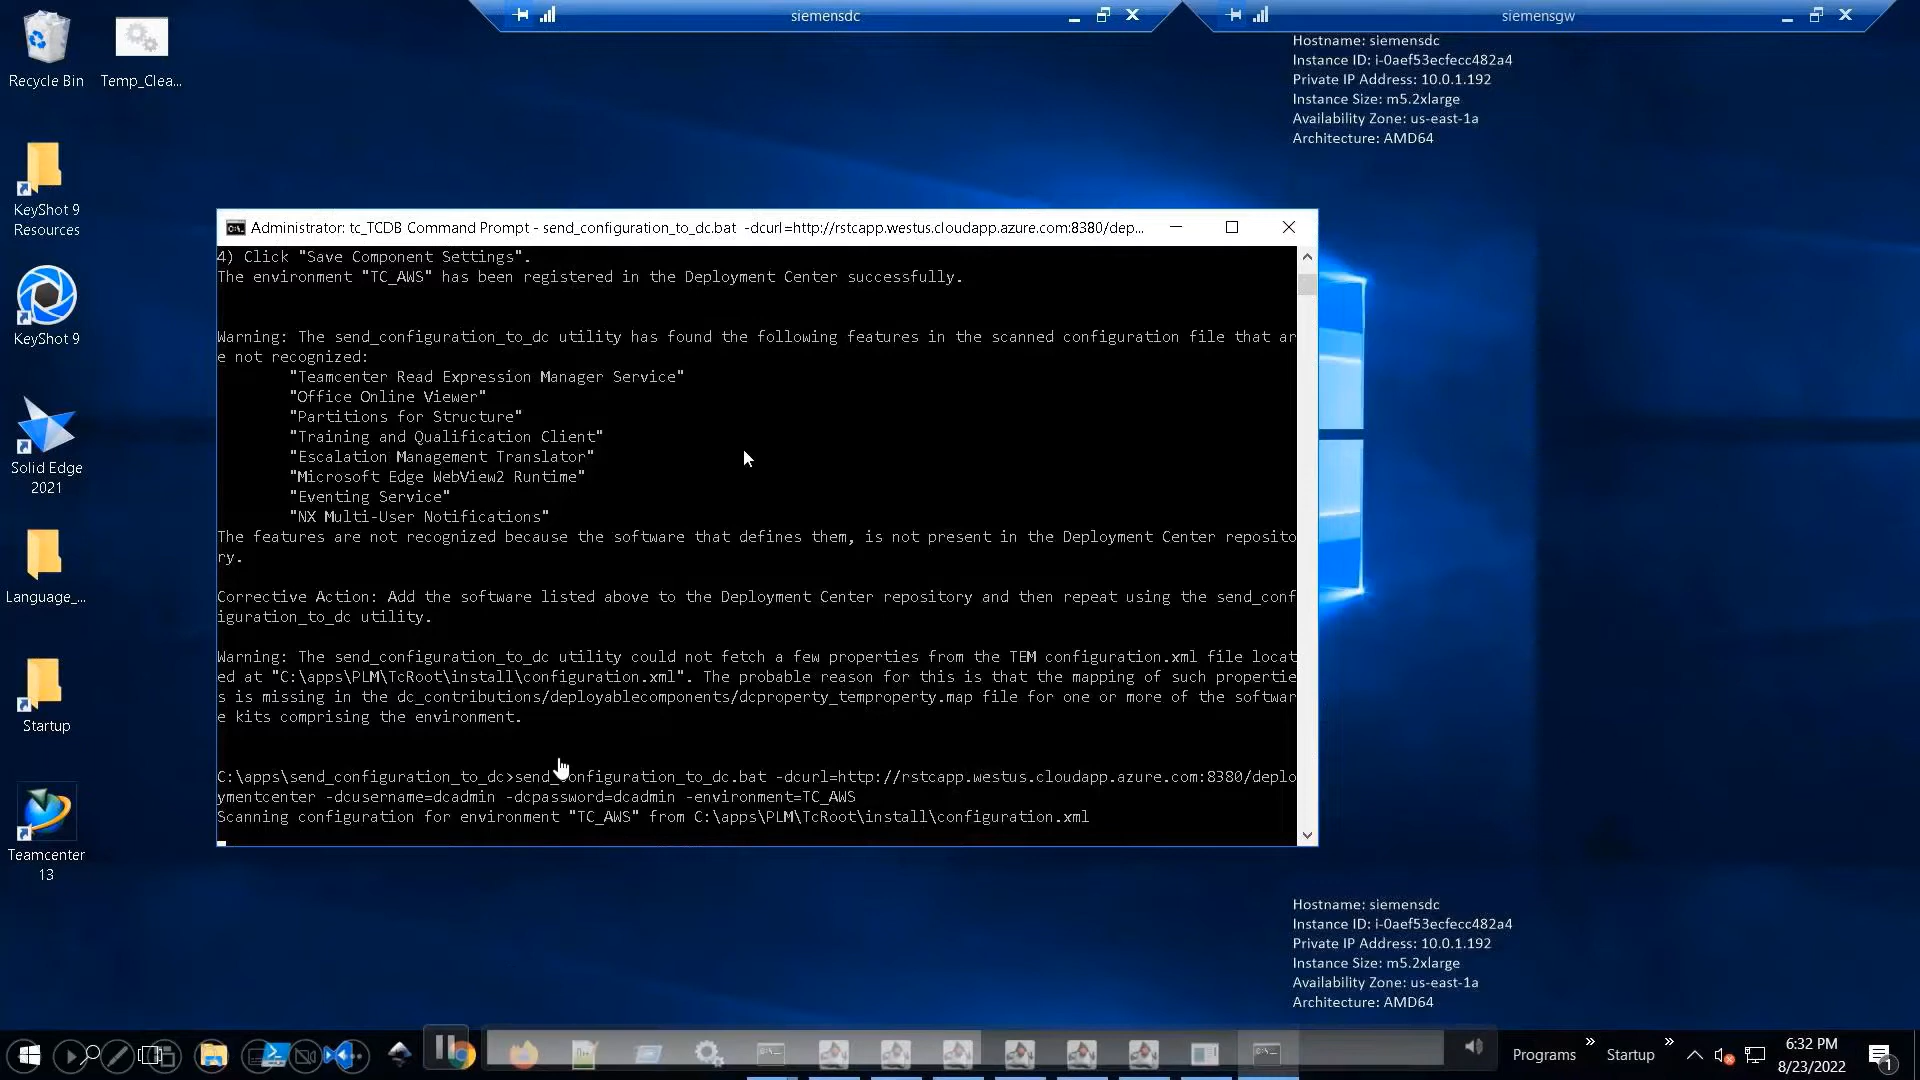 siemensdc
siemensgw
Hostname: siemensdc
Instance ID: i-0aef53ecfecc482a4
Private IP Address: 10.0.1.192
Instance Size: m5.2xlarge
Availability Zone: us-east-1a
Architecture: AMD64
Recycle Bin
Temp_Clea...
KeyShot 9
Resources
KeyShot 9
Solid Edge
2021
Language_...
Startup
Teamcenter
13
Administrator: tc_TCDB Command Prompt - send_configuration_to_dc.bat -dcurl=http://rstcapp.westus.cloudapp.azure.com:8380/dep...
4) Click "Save Component Settings".
The environment "TC_AWS" has been registered in the Deployment Center successfully.
Warning: The send_configuration_to_dc utility has found the following features in the scanned configuration file that ar
e not recognized:
"Teamcenter Read Expression Manager Service"
"Office Online Viewer"
"Partitions for Structure"
"Training and Qualification Client"
"Escalation Management Translator"
"Microsoft Edge WebView2 Runtime"
"Eventing Service"
"NX Multi-User Notifications"
The features are not recognized because the software that defines them, is not present in the Deployment Center reposito
ry.
Corrective Action: Add the software listed above to the Deployment Center repository and then repeat using the send_conf
iguration_to_dc utility.
Warning: The send_configuration_to_dc utility could not fetch a few properties from the TEM configuration.xml file locat
ed at "C:\apps\PLM\TcRoot\install\configuration.xml". The probable reason for this is that the mapping of such propertie
s is missing in the dc_contributions/deployablecomponents/dcproperty_temproperty.map file for one or more of the softwar
e kits comprising the environment.
C:\apps\send_configuration_to_dc>send_configuration_to_dc.bat -dcurl=http://rstcapp.westus.cloudapp.azure.com:8380/deplo
ymentcenter -dcusername=dcadmin -dcpassword=dcadmin -environment=TC_AWS
Scanning configuration for environment "TC_AWS" from C:\apps\PLM\TcRoot\install\configuration.xml
Hostname: siemensdc
Instance ID: i-0aef53ecfecc482a4
Private IP Address: 10.0.1.192
Instance Size: m5.2xlarge
Availability Zone: us-east-1a
Architecture: AMD64
Programs
Startup
6:32 PM
8/23/2022
1